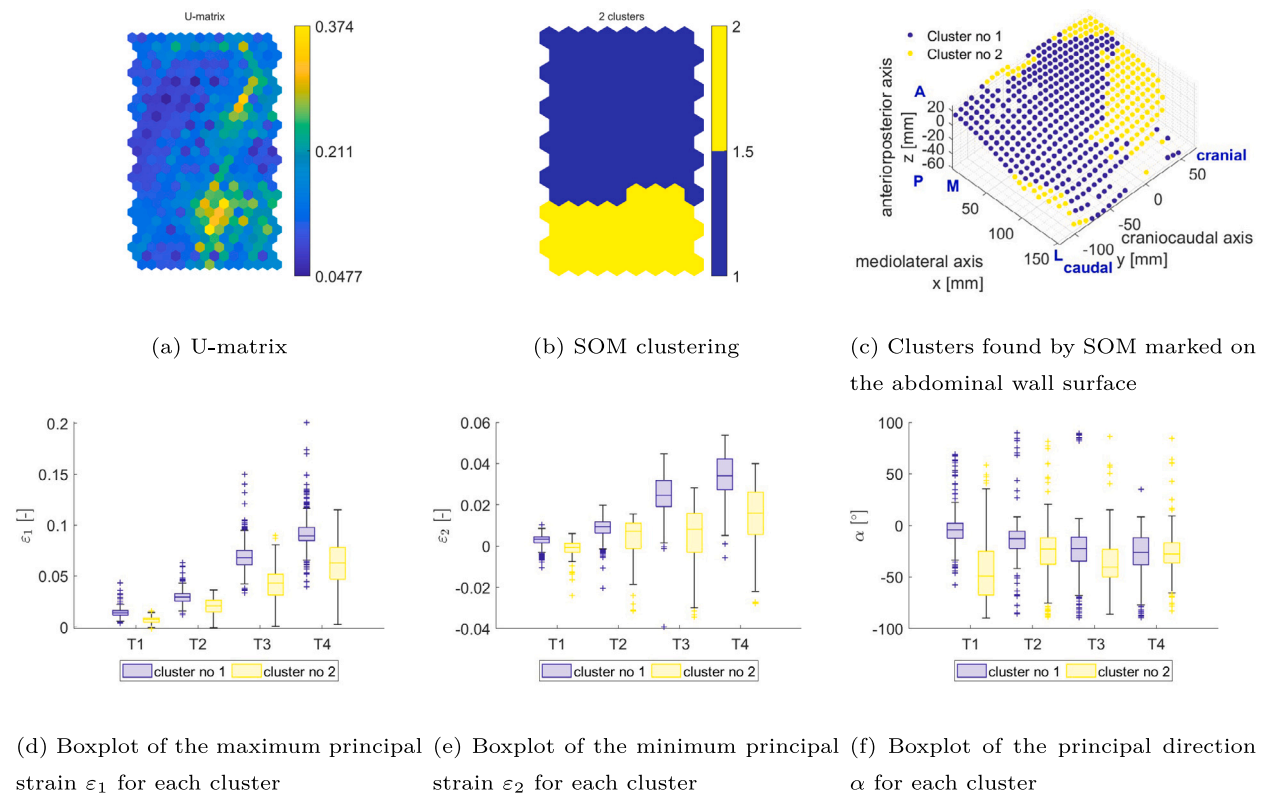 U-matrix
0.374
0.211
0.0477
(a) U-matrix
2 clusters
2
1.5
1
(b) SOM clustering
Cluster no 1
Cluster no 2
anteriorposterior axis
z [mm]
A
P
M
20
0
-20
-40
-60
50
100
150
L
caudal
cranial
50
0
-50
-100
craniocaudal axis
y [mm]
mediolateral axis
x [mm]
(c) Clusters found by SOM marked on
the abdominal wall surface
0.2
0.15
0.1
0.05
0
ε₁ [-]
T1 T2 T3 T4
cluster no 1 cluster no 2
(d) Boxplot of the maximum principal
strain ε₁ for each cluster
0.06
0.04
0.02
0
-0.02
-0.04
ε₂ [-]
T1 T2 T3 T4
cluster no 1 cluster no 2
(e) Boxplot of the minimum principal
strain ε₂ for each cluster
100
50
0
-50
-100
α [°]
T1 T2 T3 T4
cluster no 1 cluster no 2
(f) Boxplot of the principal direction
α for each cluster